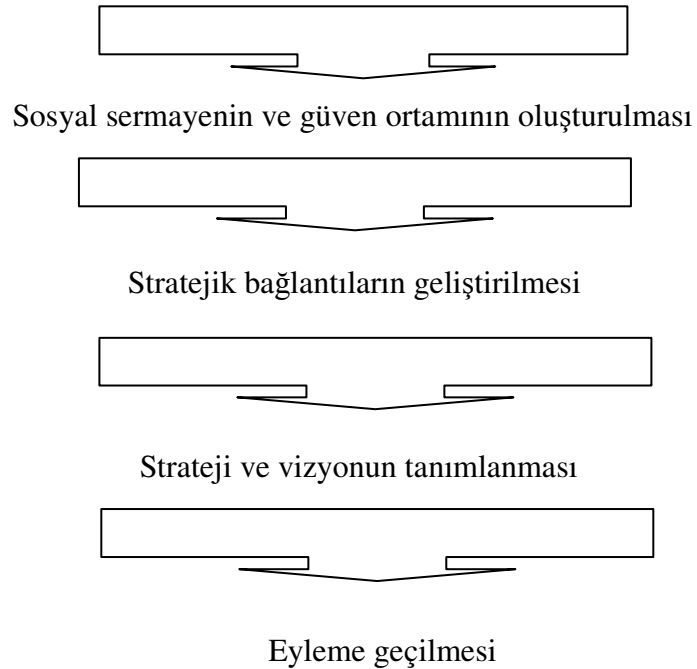 Sosyal sermayenin ve güven ortamının oluşturulması
Stratejik bağlantıların geliştirilmesi
Strateji ve vizyonun tanımlanması
Eyleme geçilmesi